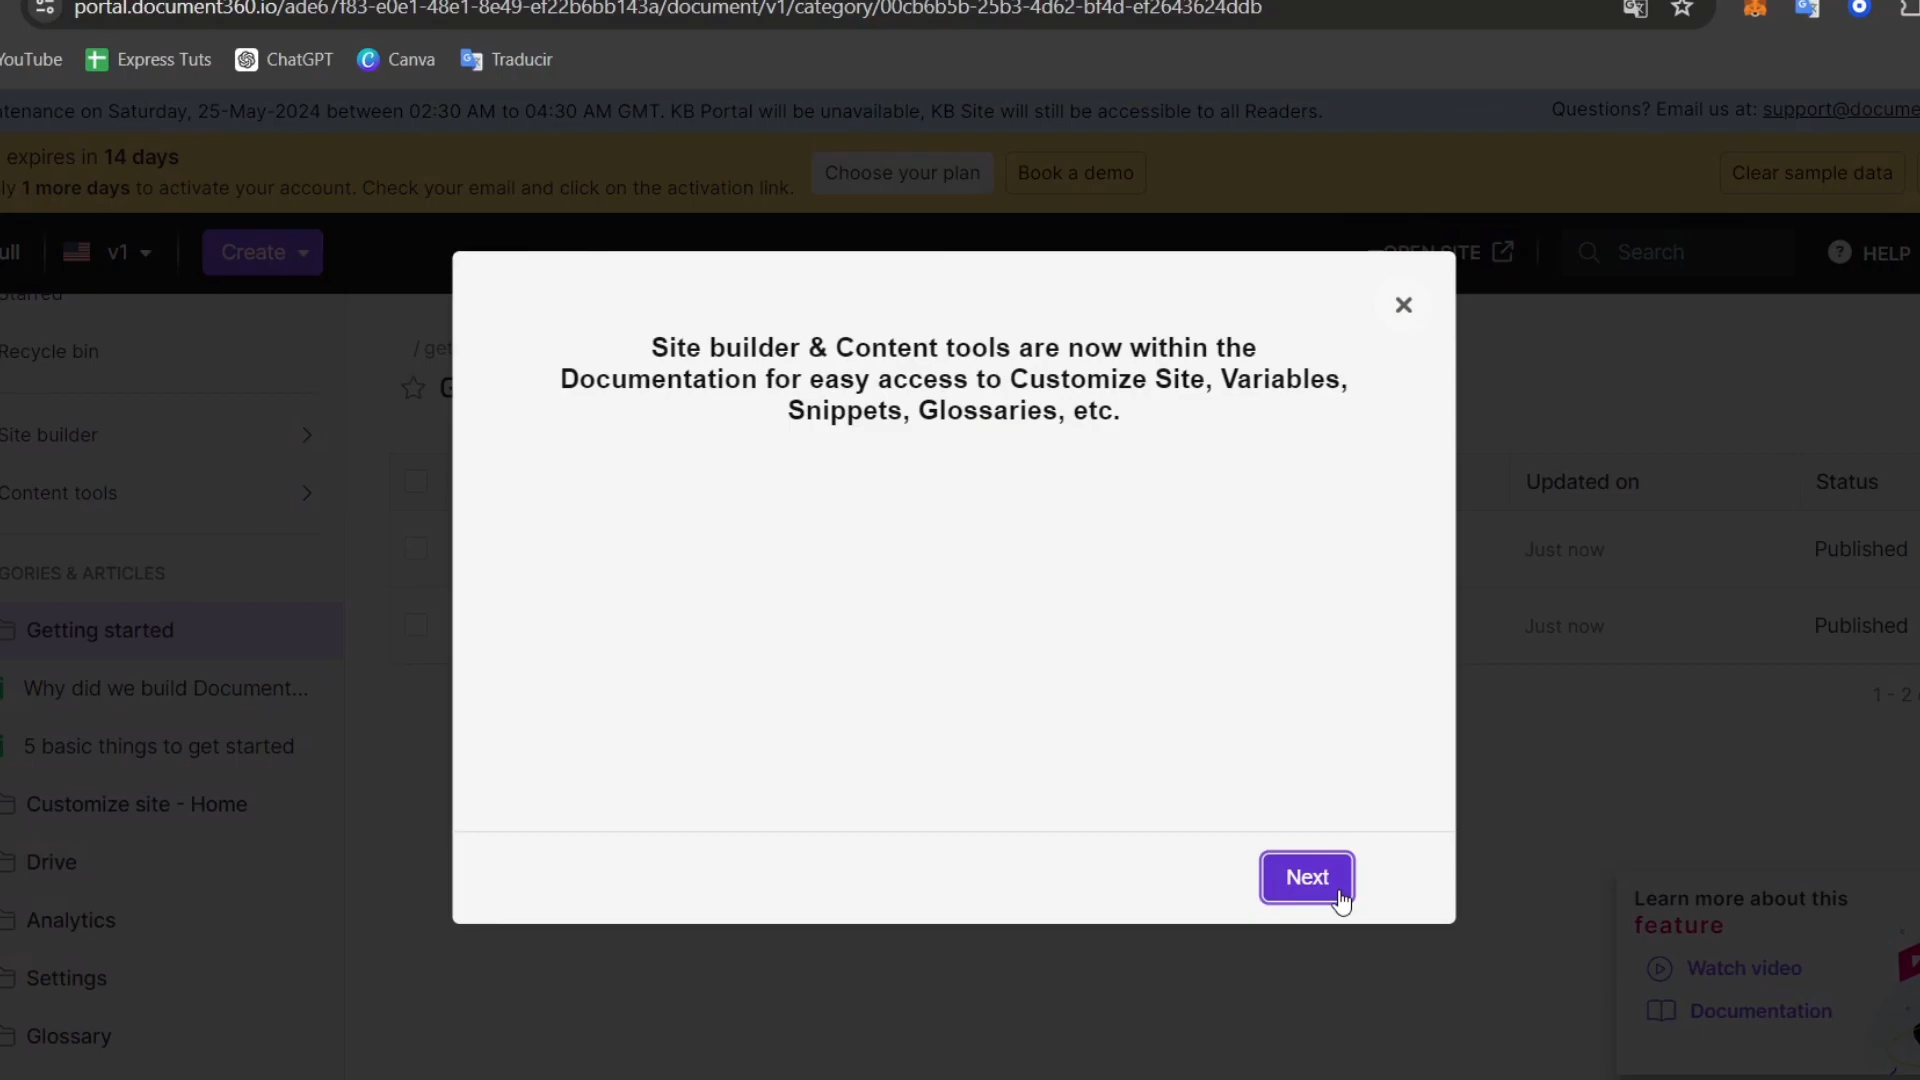 portal.document360.io/ade67f83-e0e1-48e1-8e49-ef22b6bb143a/document/v1/category/00cb6b5b-25b3-4d62-bf4d-ef2643624ddb
YouTube Express Tuts ChatGPT Canva Traducir
tenance on Saturday, 25-May-2024 between 02:30 AM to 04:30 AM GMT. KB Portal will be unavailable, KB Site will still be accessible to all Readers. Questions? Email us at: support@docume
expires in 14 days
ly 1 more days to activate your account. Check your email and click on the activation link.
Choose your plan Book a demo Clear sample data
ull v1 Create OPEN SITE Search HELP
Starred
Recycle bin
Site builder
Content tools
GORIES & ARTICLES
Getting started
Why did we build Document...
5 basic things to get started
Customize site - Home
Drive
Analytics
Settings
Glossary
/ get
G
Site builder & Content tools are now within the
Documentation for easy access to Customize Site, Variables,
Snippets, Glossaries, etc.
Next
Updated on Status
Just now Published
Just now Published
1 - 2
Learn more about this
feature
Watch video
Documentation